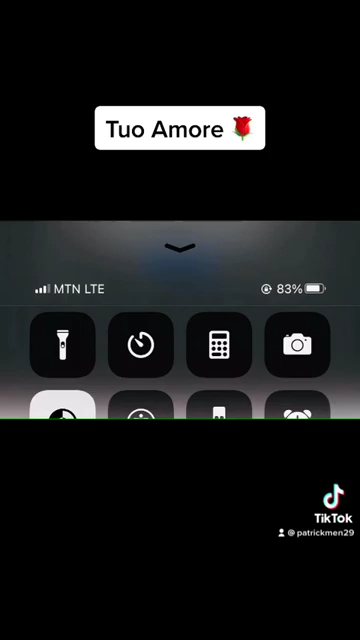 Tuo Amore 🌹
MTN LTE 83%
TikTok
@ patrickmen29